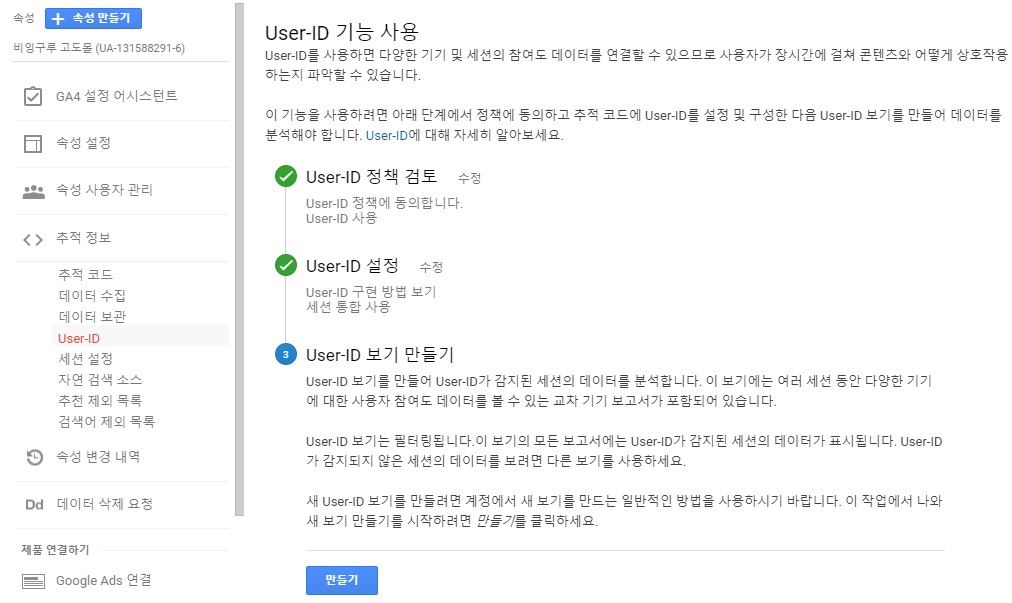 속성
속성 만들기
비잉구루 고도몰 (UA-131588291-6)
GA4 설정 어시스턴트
속성 설정
속성 사용자 관리
추적 정보
추적 코드
데이터 수집
데이터 보관
User-ID
세션 설정
자연 검색 소스
추천 제외 목록
검색어 제외 목록
속성 변경 내역
Dd 데이터 삭제 요청
제품 연결하기
Google Ads 연결
User-ID 기능 사용
User-ID를 사용하면 다양한 기기 및 세션의 참여도 데이터를 연결할 수 있으므로 사용자가 장시간에 걸쳐 콘텐츠와 어떻게 상호작용
하는지 파악할 수 있습니다.
이 기능을 사용하려면 아래 단계에서 정책에 동의하고 추적 코드에 User-ID를 설정 및 구성한 다음 User-ID 보기를 만들어 데이터를
분석해야 합니다. User-ID에 대해 자세히 알아보세요.
User-ID 정책 검토 수정
User-ID 정책에 동의합니다.
User-ID 사용
User-ID 설정 수정
User-ID 구현 방법 보기
세션 통합 사용
3 User-ID 보기 만들기
User-ID 보기를 만들어 User-ID가 감지된 세션의 데이터를 분석합니다. 이 보기에는 여러 세션 동안 다양한 기기
에 대한 사용자 참여도 데이터를 볼 수 있는 교차 기기 보고서가 포함되어 있습니다.
User-ID 보기는 필터링됩니다.이 보기의 모든 보고서에는 User-ID가 감지된 세션의 데이터가 표시됩니다. User-ID
가 감지되지 않은 세션의 데이터를 보려면 다른 보기를 사용하세요.
새 User-ID 보기를 만들려면 계정에서 새 보기를 만드는 일반적인 방법을 사용하시기 바랍니다. 이 작업에서 나와
새 보기 만들기를 시작하려면 만들기를 클릭하세요.
만들기